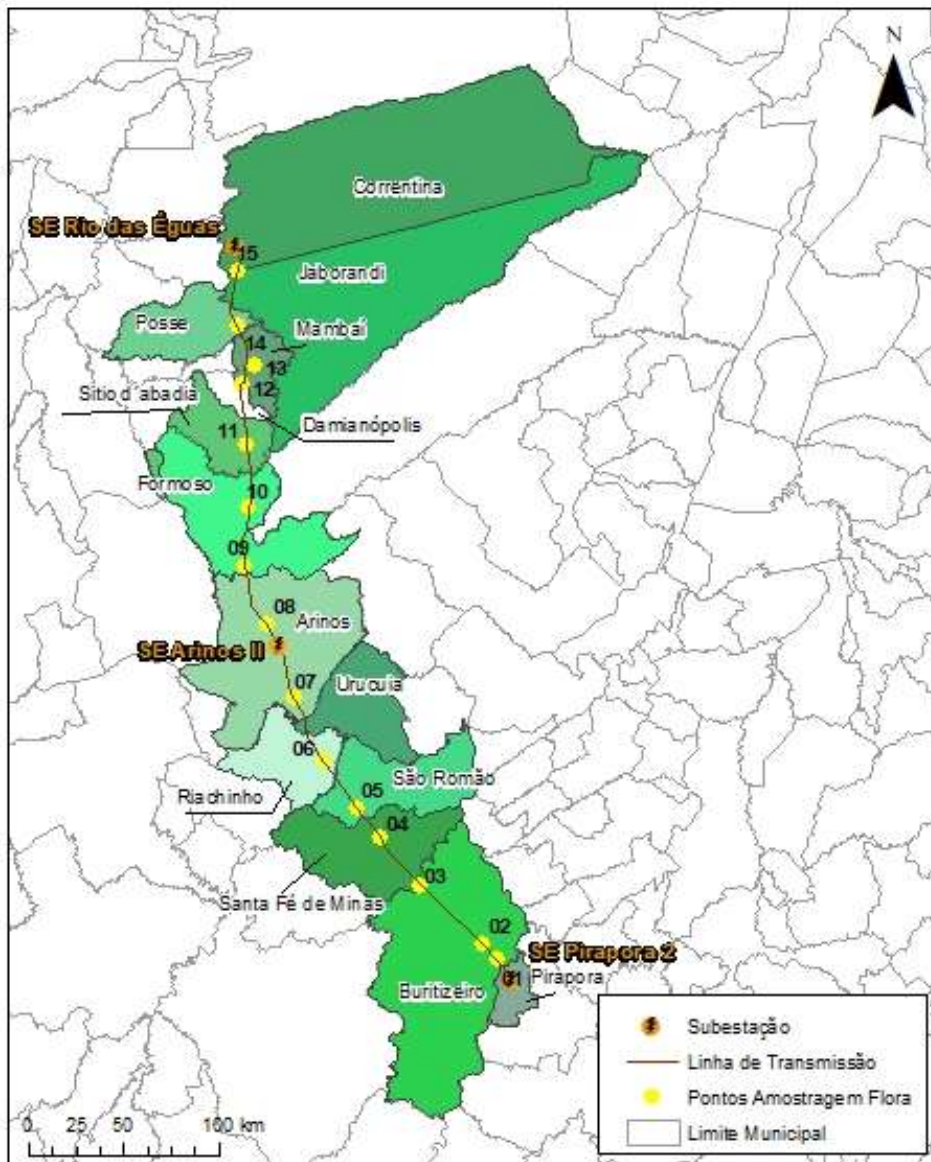 N
Correntina
SE Rio das Éguas
15
Jaborandi
Posse
Mambaí
14
13
Sitio d´abadia
12
Damianópolis
11
Formoso
10
09
08
Arinos
SE Arinos II
07
Urucuia
06
São Romão
Riachinho
05
04
Santa Fé de Minas
03
02
SE Pirapora 2
01
Pirapora
Buritizeiro
Subestação
Linha de Transmissão
Pontos Amostragem Flora
Limite Municipal
0 25 50 100 km